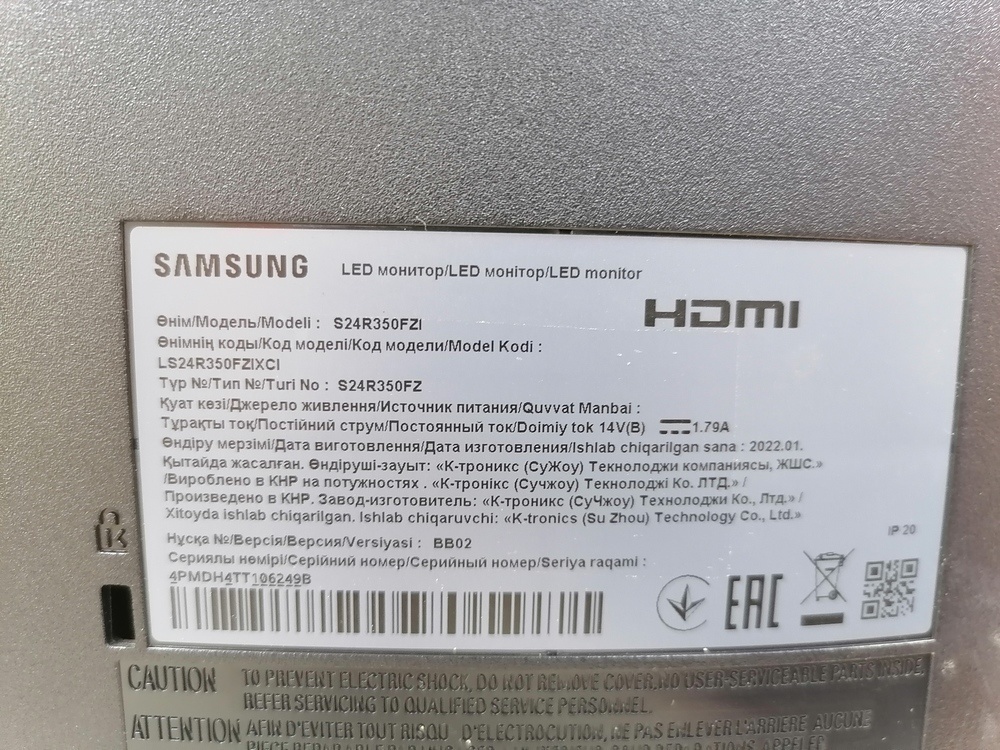 SAMSUNG LED монитор/LED монітор/LED monitor
HDMI
Өнім/Модель/Modeli : S24R350FZI
Өнімнің коды/Код моделі/Код модели/Model Kodi :
LS24R350FZIXCI
Түр №/Тип №/Turi No : S24R350FZ
Қуат көзі/Джерело живлення/Источник питания/Quvvat Manbai :
Тұрақты тоқ/Постійний струм/Постоянный ток/Doimiy tok 14V(В) 1.79A
Өндіру мерзімі/Дата виготовлення/Дата изготовления/Ishlab chiqarilgan sana : 2022.01.
Қытайда жасалған. Өндіруші-зауыт: «К-троникс (СуЖоу) Текнолоджи компаниясы, ЖШС.»
/Вироблено в КНР на потужностях . «К-тронікс (Сучжоу) Текнолоджі Ко. ЛТД.» /
Произведено в КНР. Завод-изготовитель: «К-троникс (СуЧжоу) Технолоджи Ко., Лтд.» /
Xitoyda ishlab chiqarilgan. Ishlab chiqaruvchi: «K-tronics (Su Zhou) Technology Co., Ltd.»
Нұсқа №/Версія/Версия/Versiyasi : BB02
IP 20
Сериялы нөмірі/Серійний номер/Серийный номер/Seriya raqami :
4PMDH4TT106249B
EAC
K
CAUTION TO PREVENT ELECTRIC SHOCK, DO NOT REMOVE COVER.NO USER-SERVICEABLE PARTS INSIDE.
REFER SERVICING TO QUALIFIED SERVICE PERSONNEL.
ATTENTION AFIN D'EVITER TOUT RISQU D'ELECTROCUTION, NE PAS ENLEVER L'ARRIERE. AUCUNE
PIECE REPARABLE